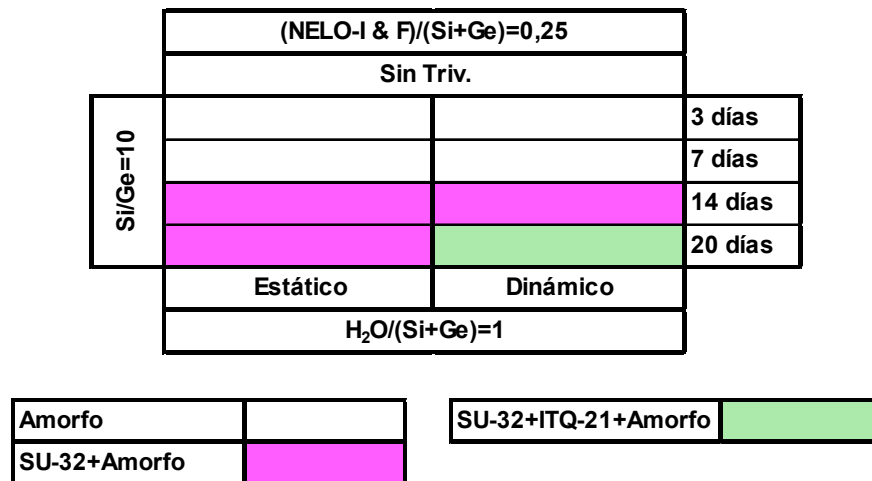 (NELO-I & F)/(Si+Ge)=0,25
Sin Triv.
Si/Ge=10
3 días
7 días
14 días
20 días
Estático Dinámico
H₂O/(Si+Ge)=1
Amorfo
SU-32+Amorfo
SU-32+ITQ-21+Amorfo